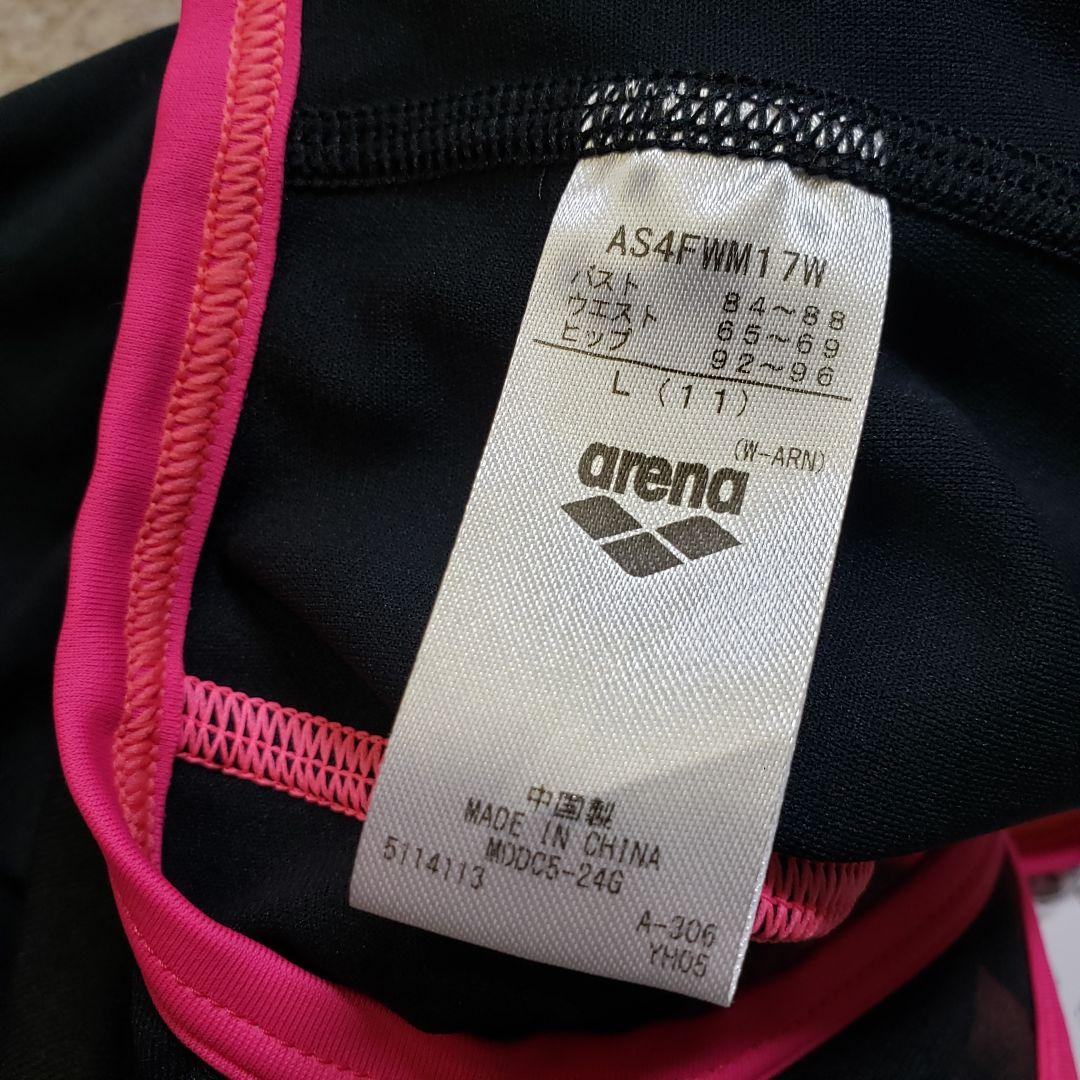 AS4FWM17W
バスト 84～88
ウエスト 65～69
ヒップ 92～96
L (11)
(W-ARN)
arena
中国製
MADE IN CHINA
MODC5-24G
5114113
A-306
YH05